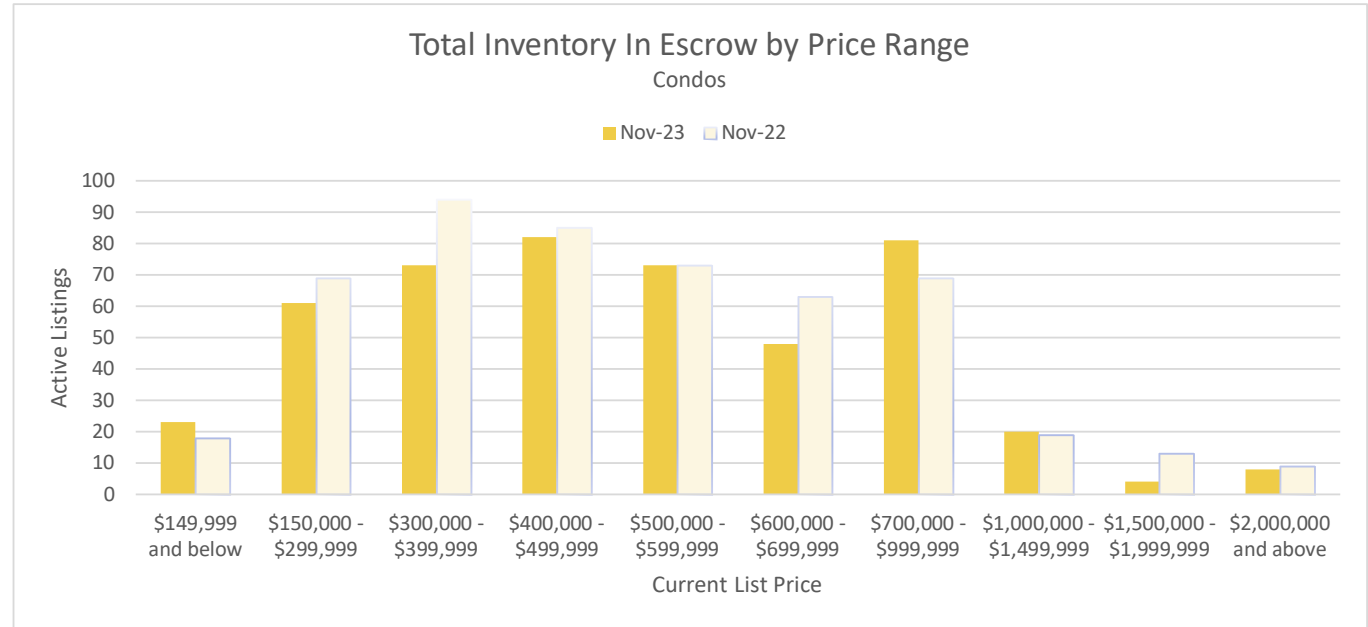 Total Inventory In Escrow by Price Range
Condos
Nov-23 Nov-22
100
90
80
70
60
50
40
30
20
10
0
Active Listings
$149,999 and below
$150,000 - $299,999
$300,000 - $399,999
$400,000 - $499,999
$500,000 - $599,999
$600,000 - $699,999
$700,000 - $999,999
$1,000,000 - $1,499,999
$1,500,000 - $1,999,999
$2,000,000 and above
Current List Price